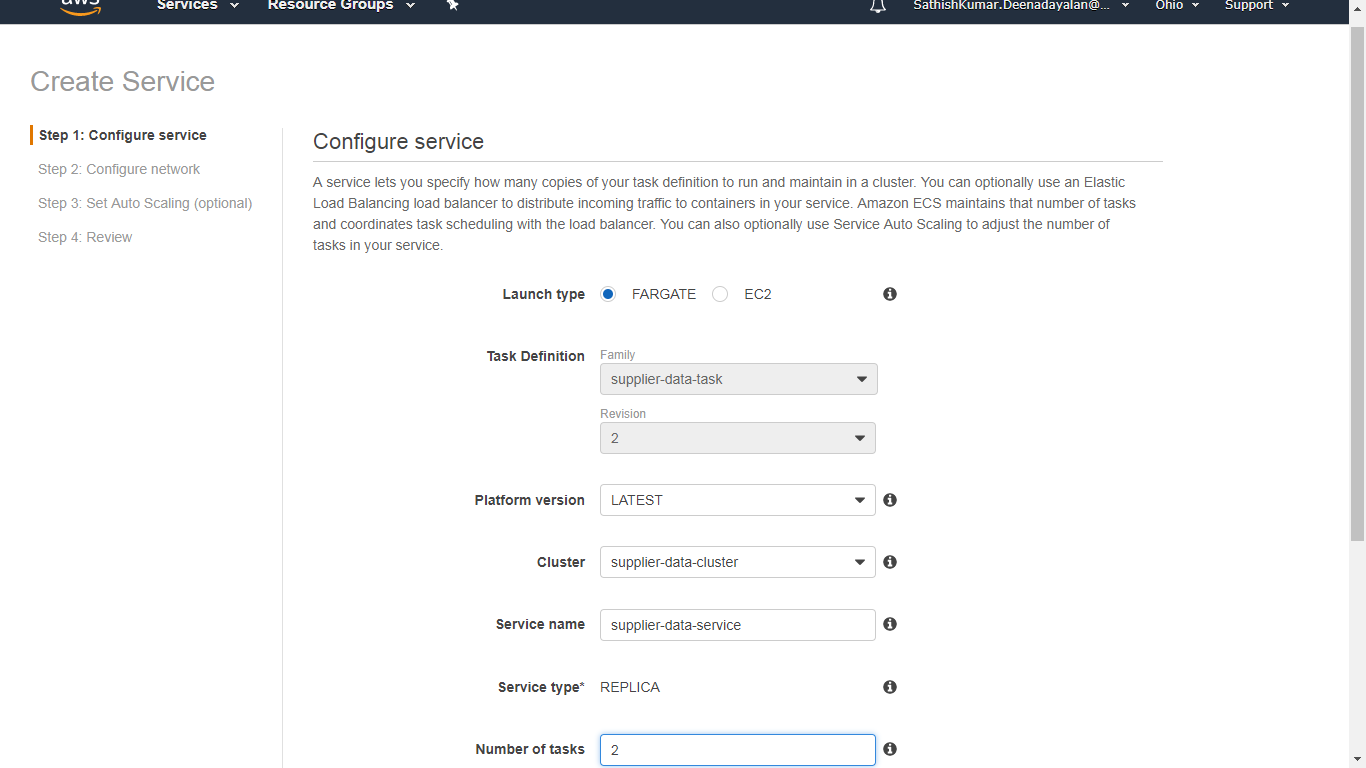 aws
Services
Resource Groups
SathishKumar.Deenadayalan@...
Ohio
Support
Create Service
Step 1: Configure service
Step 2: Configure network
Step 3: Set Auto Scaling (optional)
Step 4: Review
Configure service
A service lets you specify how many copies of your task definition to run and maintain in a cluster. You can optionally use an Elastic
Load Balancing load balancer to distribute incoming traffic to containers in your service. Amazon ECS maintains that number of tasks
and coordinates task scheduling with the load balancer. You can also optionally use Service Auto Scaling to adjust the number of
tasks in your service.
Launch type FARGATE EC2
Task Definition Family
supplier-data-task
Revision
2
Platform version LATEST
Cluster supplier-data-cluster
Service name supplier-data-service
Service type* REPLICA
Number of tasks 2